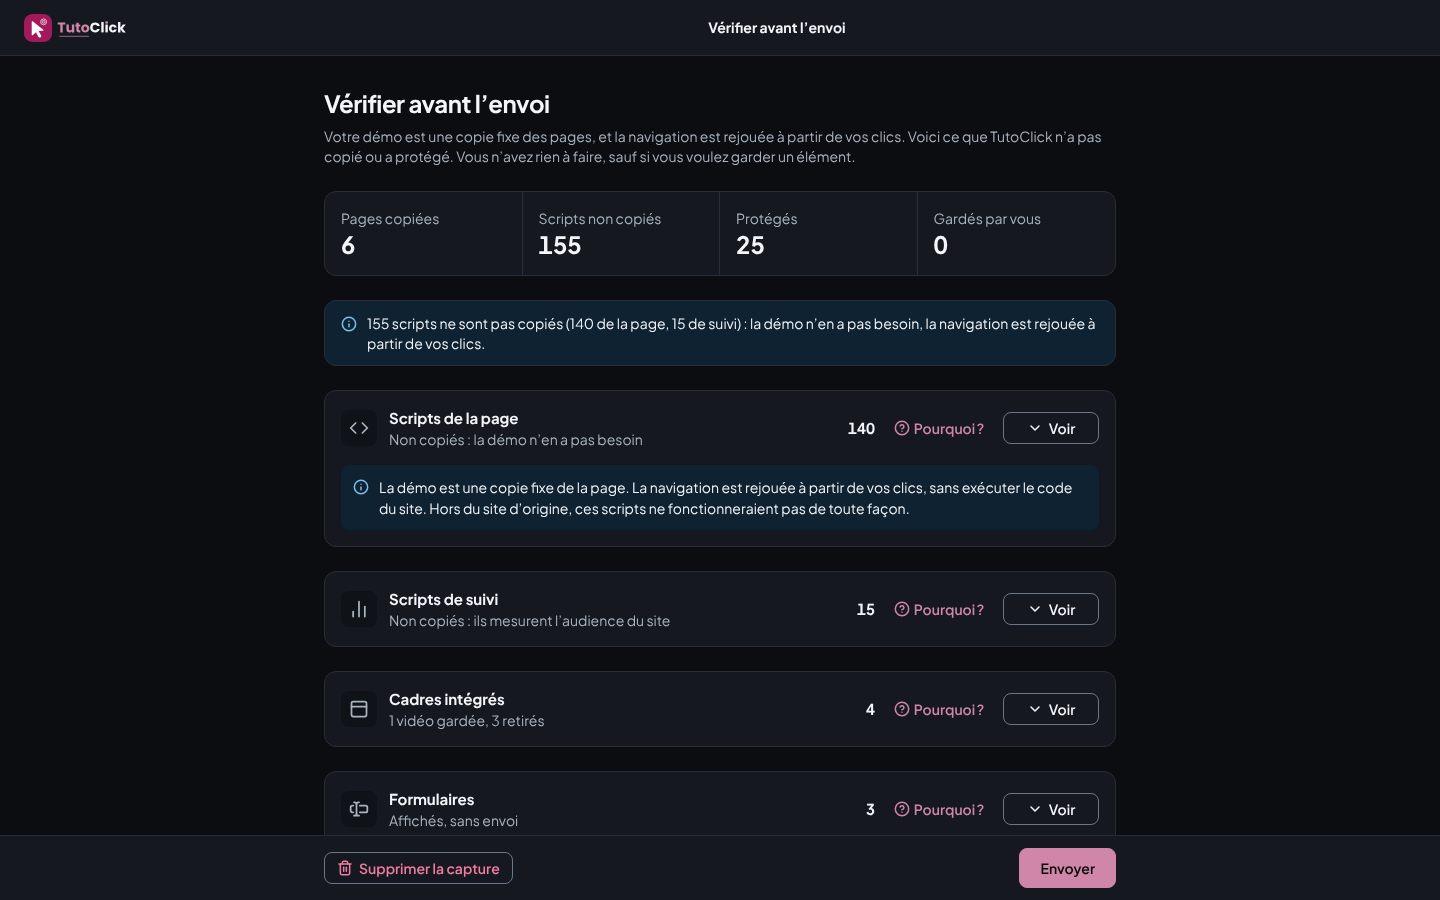 TutoClick
Vérifier avant l’envoi
Vérifier avant l’envoi
Votre démo est une copie fixe des pages, et la navigation est rejouée à partir de vos clics. Voici ce que TutoClick n’a pas
copié ou a protégé. Vous n’avez rien à faire, sauf si vous voulez garder un élément.
Pages copiées
6
Scripts non copiés
155
Protégés
25
Gardés par vous
0
155 scripts ne sont pas copiés (140 de la page, 15 de suivi) : la démo n’en a pas besoin, la navigation est rejouée à
partir de vos clics.
Scripts de la page
Non copiés : la démo n’en a pas besoin
140
Pourquoi ?
Voir
La démo est une copie fixe de la page. La navigation est rejouée à partir de vos clics, sans exécuter le code
du site. Hors du site d’origine, ces scripts ne fonctionneraient pas de toute façon.
Scripts de suivi
Non copiés : ils mesurent l’audience du site
15
Pourquoi ?
Voir
Cadres intégrés
1 vidéo gardée, 3 retirés
4
Pourquoi ?
Voir
Formulaires
Affichés, sans envoi
3
Pourquoi ?
Voir
Supprimer la capture
Envoyer